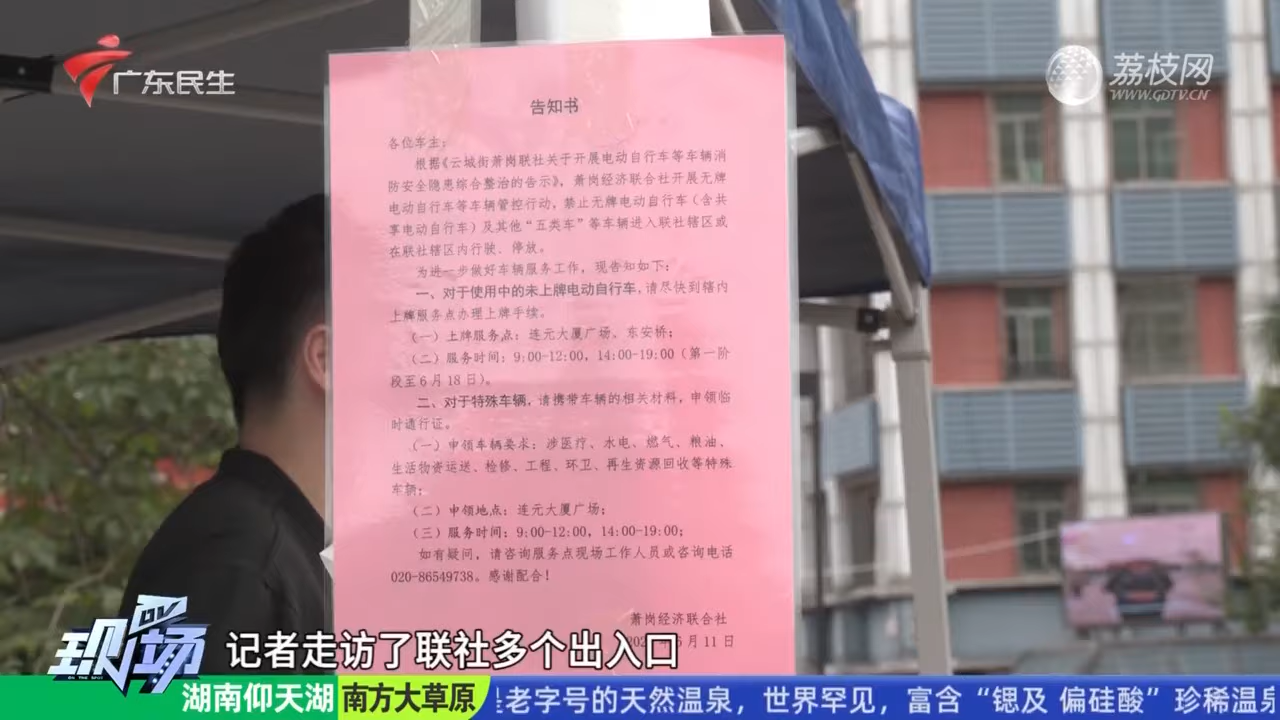 广东民生
荔枝网
WWW.GDTV.CN
告知书
各位车主：
根据《云城街萧岗联社关于开展电动自行车等车辆消
防安全隐患综合整治的告示》，萧岗经济联合社开展无牌
电动自行车等车辆管控行动，禁止无牌电动自行车（含共
享电动自行车）及其他“五类车”等车辆进入联社辖区或
在联社辖区内行驶、停放。
为进一步做好车辆服务工作，现告知如下：
一、对于使用中的未上牌电动自行车，请尽快到辖内
上牌服务点办理上牌手续。
（一）上牌服务点：连元大厦广场、东安桥；
（二）服务时间：9:00-12:00，14:00-19:00（第一阶
段至6月18日）。
二、对于特殊车辆，请携带车辆的相关材料，申领临
时通行证。
（一）申领车辆要求：涉医疗、水电、燃气、粮油、
生活物资运送、检修、工程、环卫、再生资源回收等特殊
车辆；
（二）申领地点：连元大厦广场；
（三）服务时间：9:00-12:00，14:00-19:00；
如有疑问，请咨询服务点现场工作人员或咨询电话
020-86549738。感谢配合！
萧岗经济联合社
6月11日
DV现场
ON THE SPOT
记者走访了联社多个出入口
湖南仰天湖 南方大草原 是老字号的天然温泉，世界罕见，富含“锶及 偏硅酸”珍稀温泉